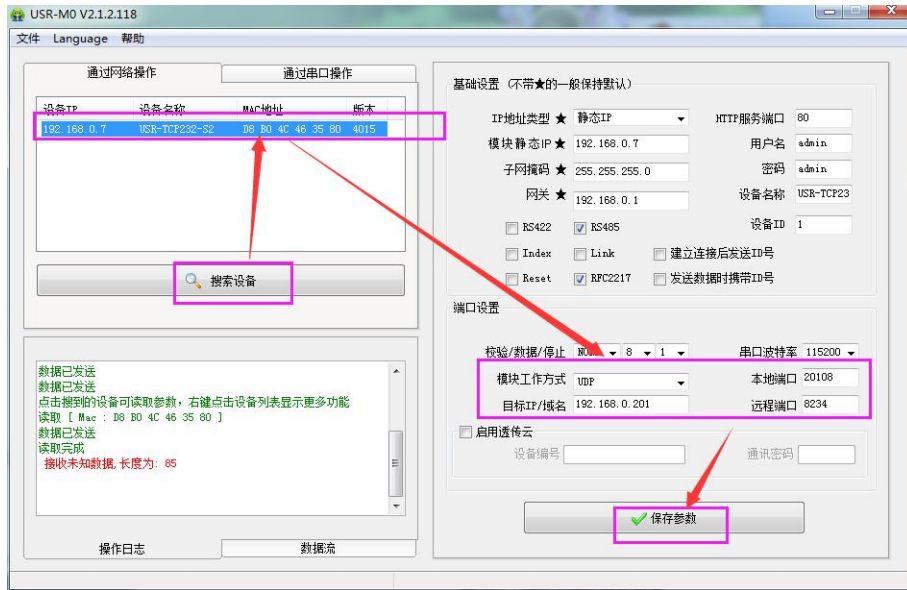 USR-M0 V2.1.2.118
文件 Language 帮助
通过网络操作 通过串口操作
设备IP 设备名称 MAC地址 版本
192.168.0.7 USR-TCP232-S2 D8 B0 4C 46 35 80 4015
搜索设备
数据已发送
数据已发送
点击搜到的设备可读取参数，右键点击设备列表显示更多功能
读取 [ Mac : D8 B0 4C 46 35 80 ]
数据已发送
读取完成
接收未知数据,长度为: 85
操作日志 数据流
基础设置 (不带★的一般保持默认)
IP地址类型 ★ 静态IP HTTP服务端口 80
模块静态IP★ 192.168.0.7 用户名 admin
子网掩码 ★ 255.255.255.0 密码 admin
网关 ★ 192.168.0.1 设备名称 USR-TCP23
RS422 RS485 设备ID 1
Index Link 建立连接后发送ID号
Reset RFC2217 发送数据时携带ID号
端口设置
校验/数据/停止 8 1 串口波特率 115200
模块工作方式 UDP 本地端口 20108
目标IP/域名 192.168.0.201 远程端口 8234
启用透传云
设备编号 通讯密码
保存参数